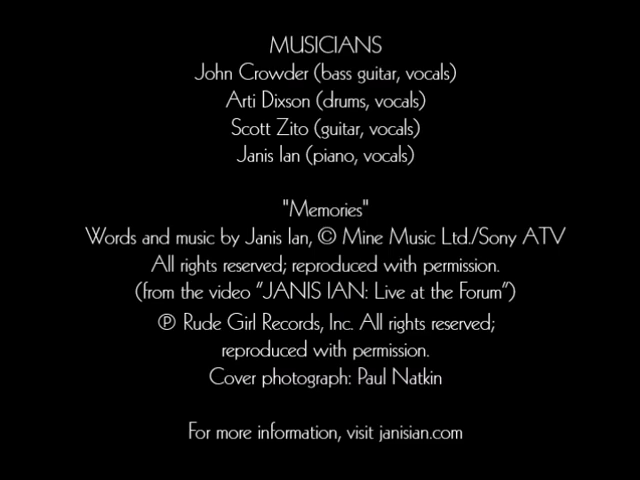 MUSICIANS
John Crowder (bass guitar, vocals)
Arti Dixson (drums, vocals)
Scott Zito (guitar, vocals)
Janis Ian (piano, vocals)
"Memories"
Words and music by Janis Ian, © Mine Music Ltd./Sony ATV
All rights reserved; reproduced with permission.
(from the video “JANIS IAN: Live at the Forum”)
℗ Rude Girl Records, Inc. All rights reserved;
reproduced with permission.
Cover photograph: Paul Natkin
For more information, visit janisian.com